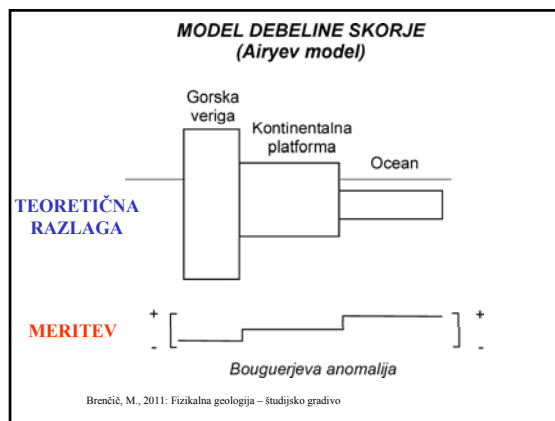 MODEL DEBELINE SKORJE
(Airyev model)
Gorska
veriga
Kontinentalna
platforma
Ocean
TEORETIČNA
RAZLAGA
MERITEV
+
-
+
-
Bouguerjeva anomalija
Brenčič, M., 2011: Fizikalna geologija – študijsko gradivo